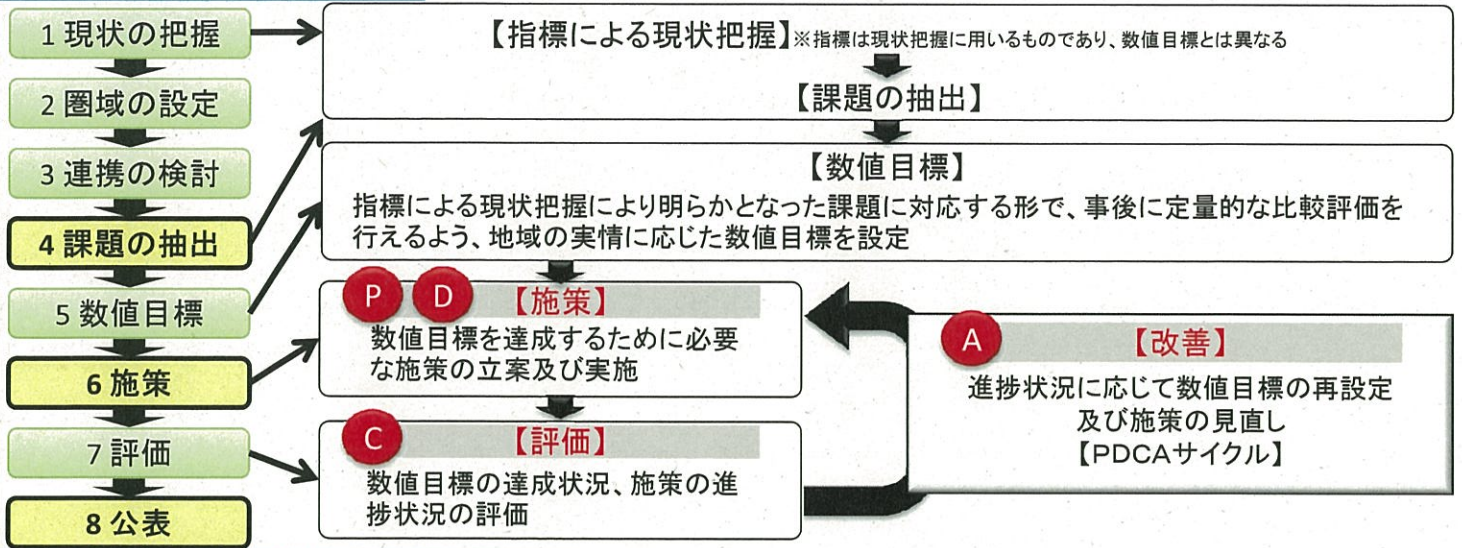 1 現状の把握
2 圏域の設定
3 連携の検討
4 課題の抽出
5 数値目標
6 施策
7 評価
8 公表
【指標による現状把握】※指標は現状把握に用いるものであり、数値目標とは異なる
【課題の抽出】
【数値目標】
指標による現状把握により明らかとなった課題に対応する形で、事後に定量的な比較評価を
行えるよう、地域の実情に応じた数値目標を設定
P D 【施策】
数値目標を達成するために必要
な施策の立案及び実施
C 【評価】
数値目標の達成状況、施策の進
捗状況の評価
A 【改善】
進捗状況に応じて数値目標の再設定
及び施策の見直し
【PDCAサイクル】